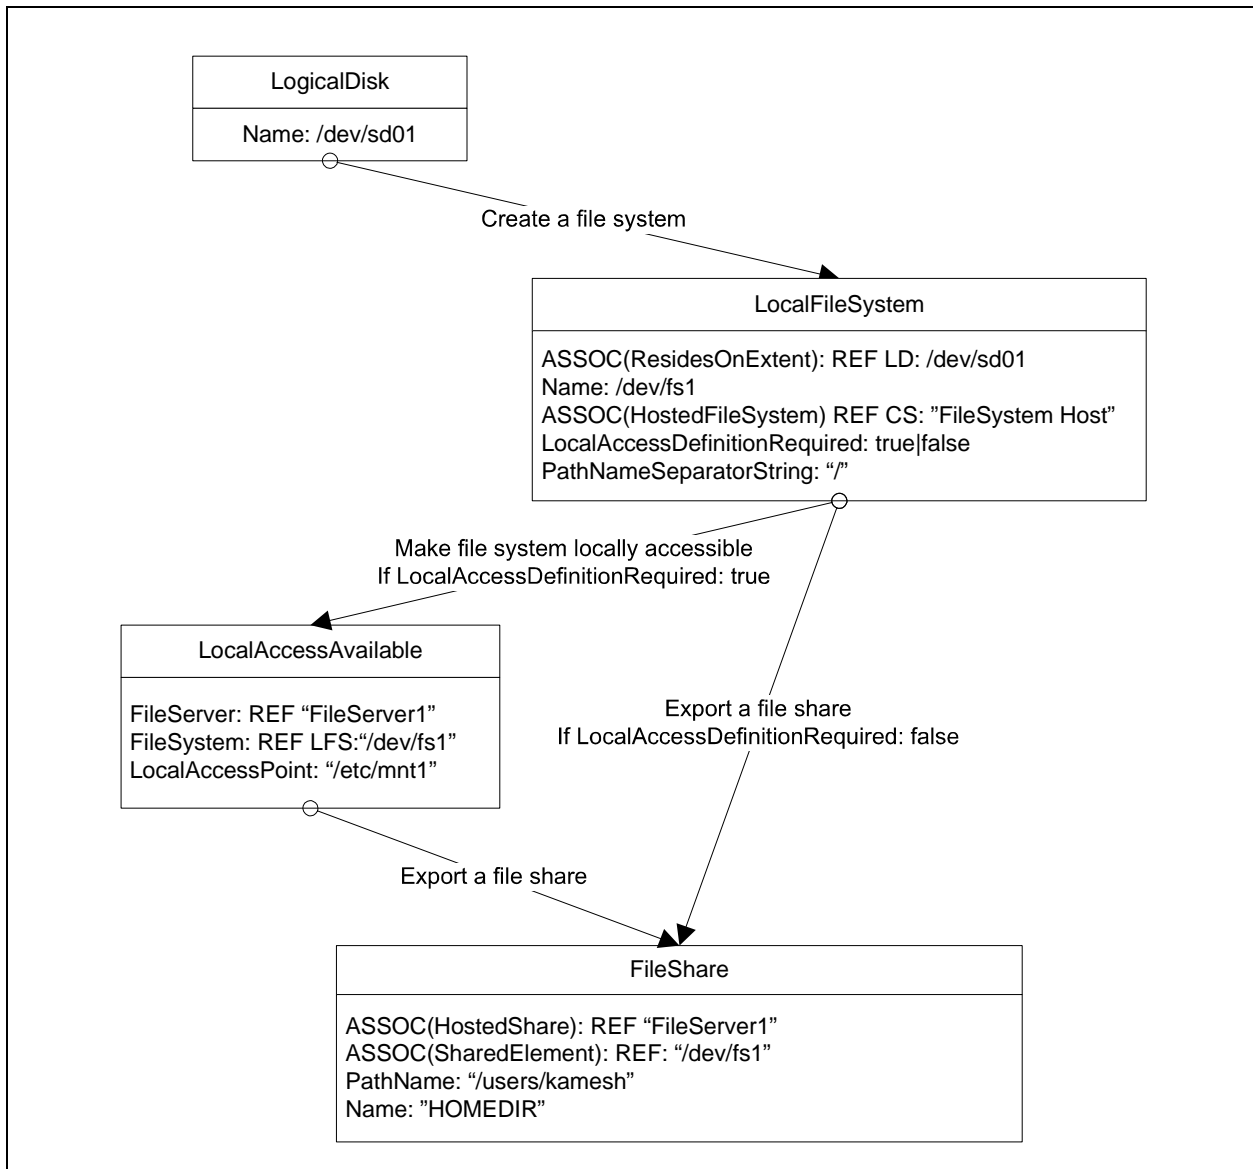 LogicalDisk
Name: /dev/sd01
Create a file system
LocalFileSystem
ASSOC(ResidesOnExtent): REF LD: /dev/sd01
Name: /dev/fs1
ASSOC(HostedFileSystem) REF CS: ”FileSystem Host”
LocalAccessDefinitionRequired: true|false
PathNameSeparatorString: “/”
Make file system locally accessible
If LocalAccessDefinitionRequired: true
LocalAccessAvailable
FileServer: REF “FileServer1”
FileSystem: REF LFS:“/dev/fs1”
LocalAccessPoint: “/etc/mnt1”
Export a file share
If LocalAccessDefinitionRequired: false
Export a file share
FileShare
ASSOC(HostedShare): REF “FileServer1”
ASSOC(SharedElement): REF: “/dev/fs1”
PathName: “/users/kamesh”
Name: ”HOMEDIR”